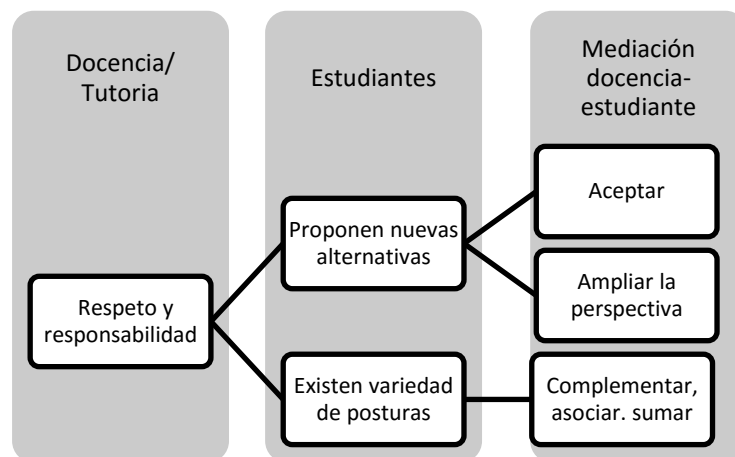 Docencia/
Tutoria
Estudiantes
Mediación
docencia-
estudiante
Respeto y
responsabilidad
Proponen nuevas
alternativas
Existen variedad
de posturas
Aceptar
Ampliar la
perspectiva
Complementar,
asociar. sumar